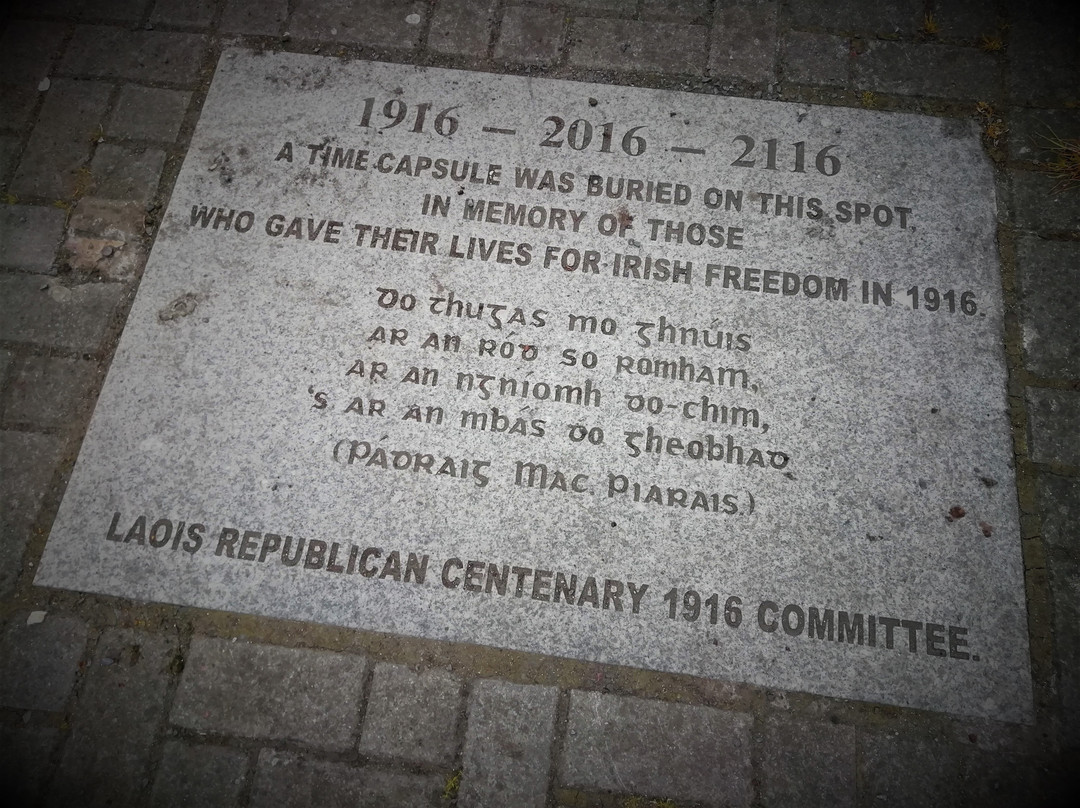 1916 – 2016 – 2116
A TIME CAPSULE WAS BURIED ON THIS SPOT,
IN MEMORY OF THOSE
WHO GAVE THEIR LIVES FOR IRISH FREEDOM IN 1916.
Do thugas mo ghnúis
ar an ród so romham,
ar an ngníomh do-chim,
's ar an mbás do gheobhad
(Pádraig Mac Piarais)
LAOIS REPUBLICAN CENTENARY 1916 COMMITTEE.